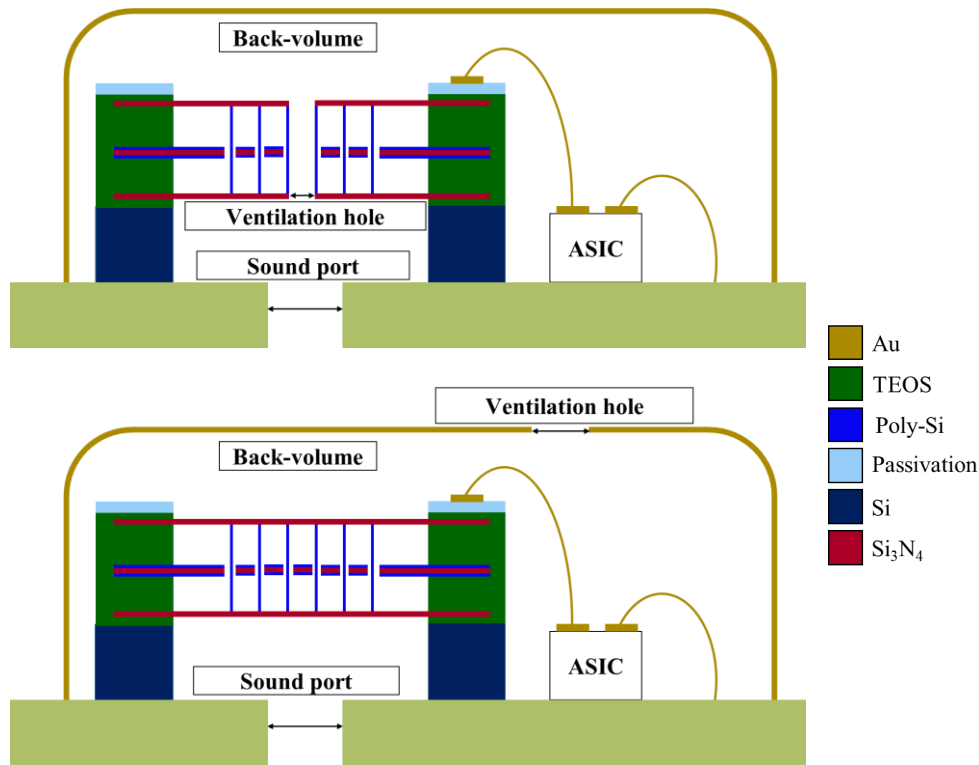 Back-volume
Ventilation hole
ASIC
Sound port
Au
TEOS
Poly-Si
Passivation
Si
Si₃N₄
Ventilation hole
Back-volume
ASIC
Sound port